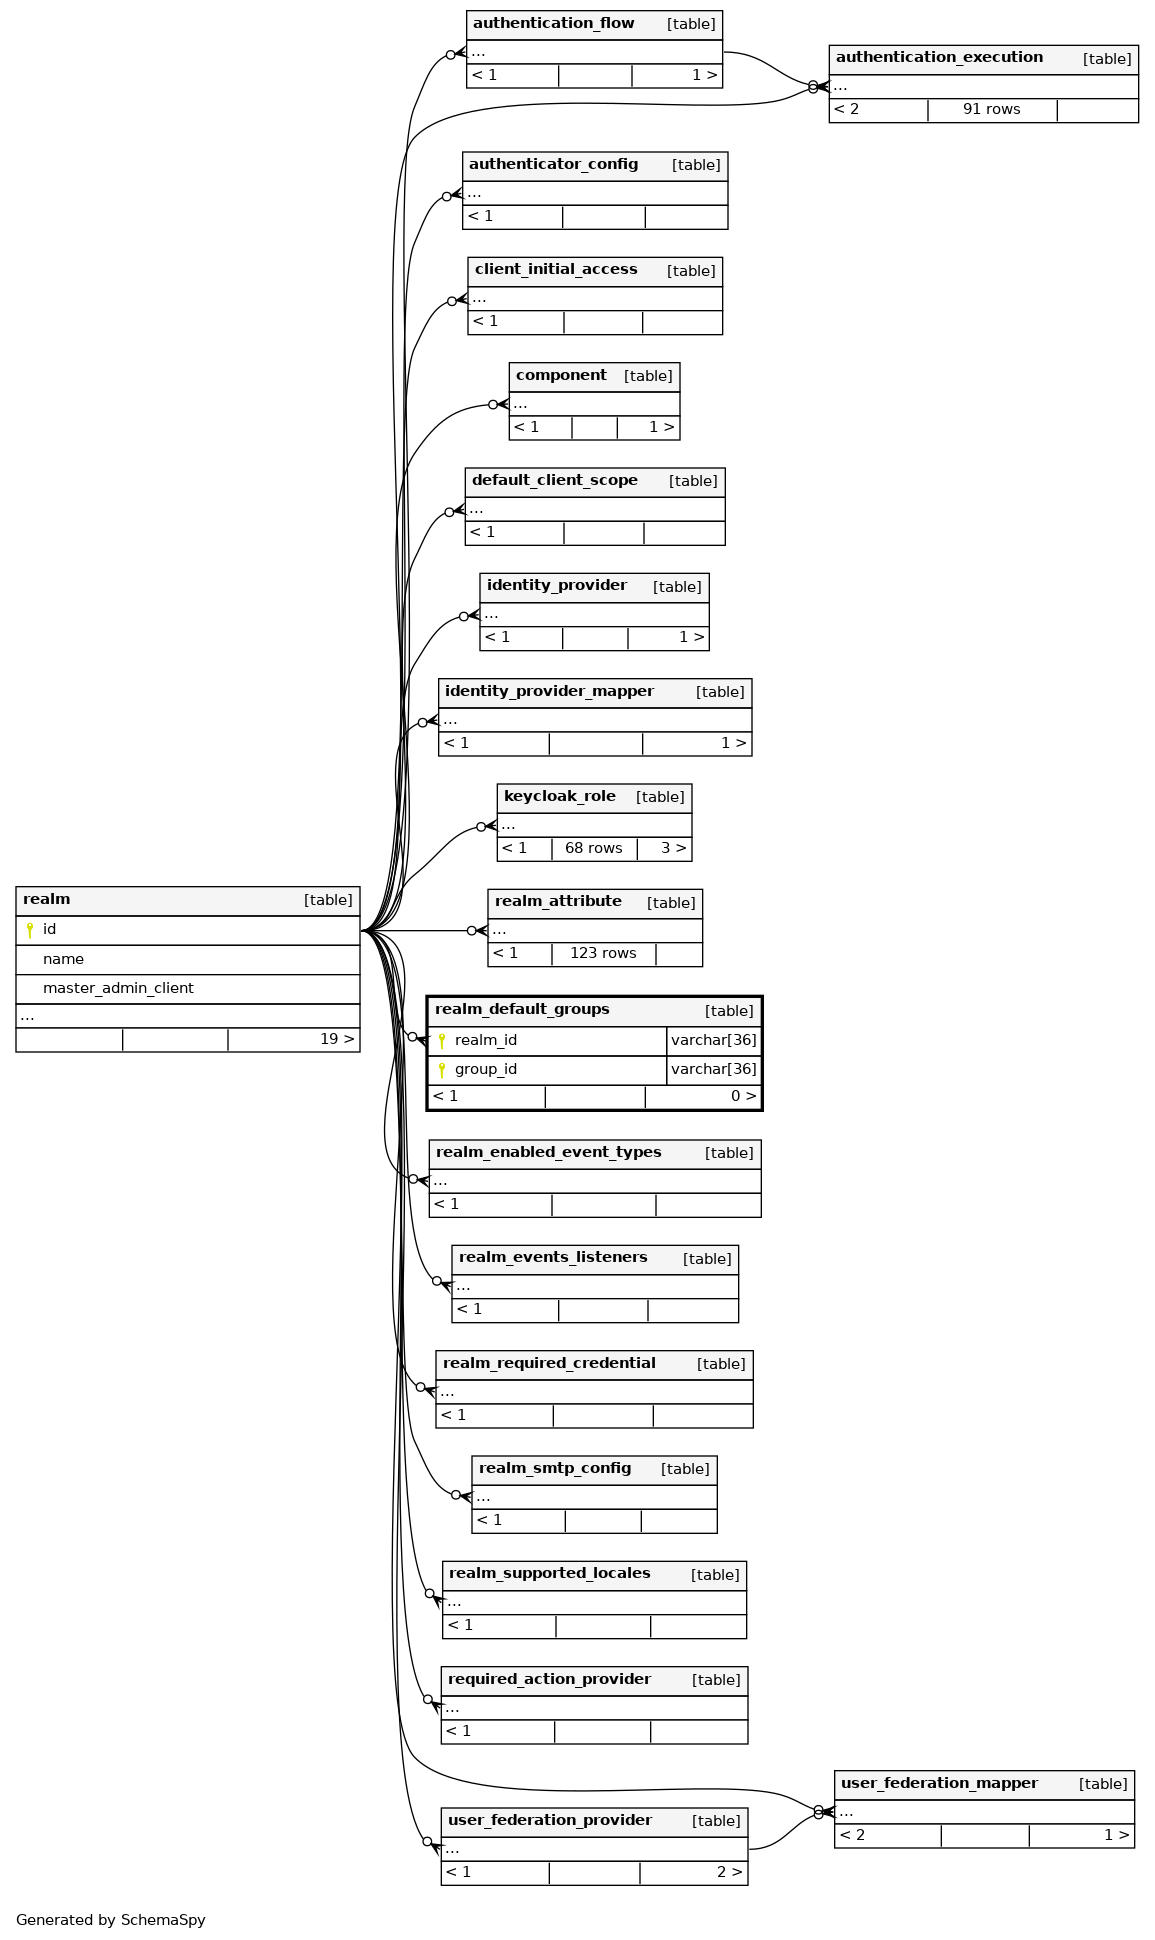 authentication_flow [table]
...
< 1 1 >
authentication_execution [table]
...
< 2 91 rows
authenticator_config [table]
...
< 1
client_initial_access [table]
...
< 1
component [table]
...
< 1 1 >
default_client_scope [table]
...
< 1
identity_provider [table]
...
< 1 1 >
identity_provider_mapper [table]
...
< 1 1 >
keycloak_role [table]
...
< 1 68 rows 3 >
realm [table]
id
name
master_admin_client
...
19 >
realm_attribute [table]
...
< 1 123 rows
realm_default_groups [table]
realm_id varchar[36]
group_id varchar[36]
< 1 0 >
realm_enabled_event_types [table]
...
< 1
realm_events_listeners [table]
...
< 1
realm_required_credential [table]
...
< 1
realm_smtp_config [table]
...
< 1
realm_supported_locales [table]
...
< 1
required_action_provider [table]
...
< 1
user_federation_mapper [table]
...
< 2 1 >
user_federation_provider [table]
...
< 1 2 >
Generated by SchemaSpy